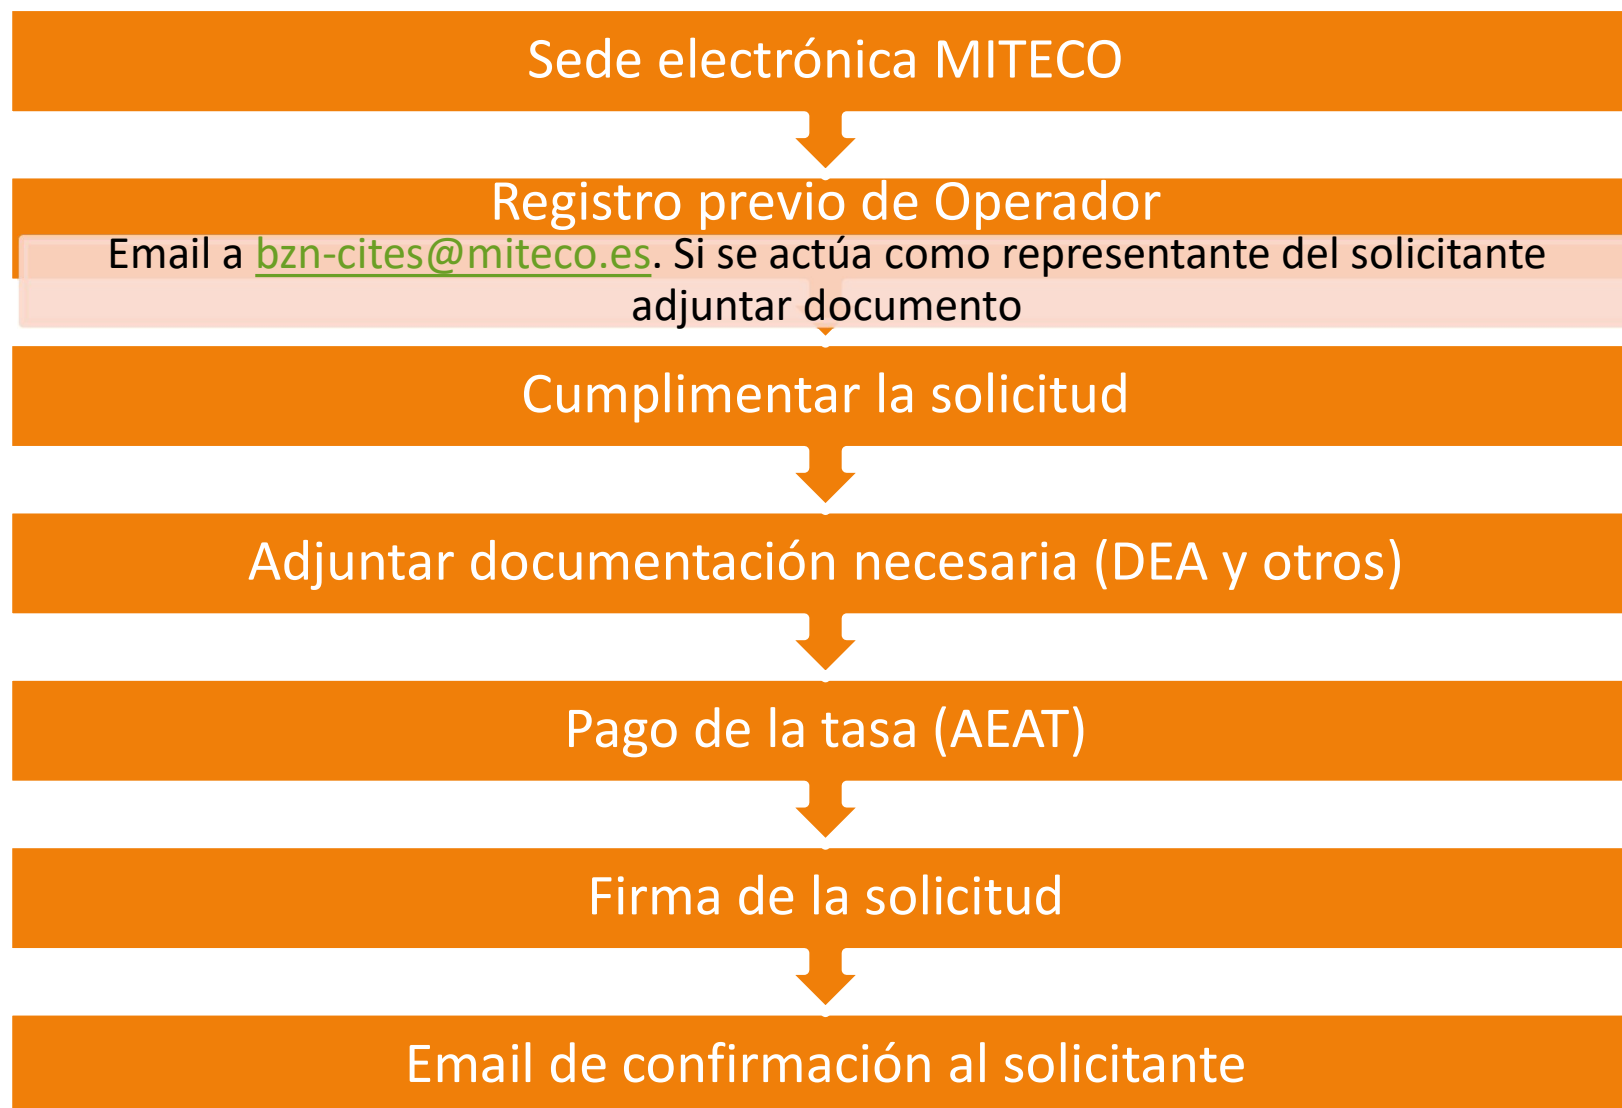 Sede electrónica MITECO
Registro previo de Operador
Email a bzn-cites@miteco.es. Si se actúa como representante del solicitante
adjuntar documento
Cumplimentar la solicitud
Adjuntar documentación necesaria (DEA y otros)
Pago de la tasa (AEAT)
Firma de la solicitud
Email de confirmación al solicitante